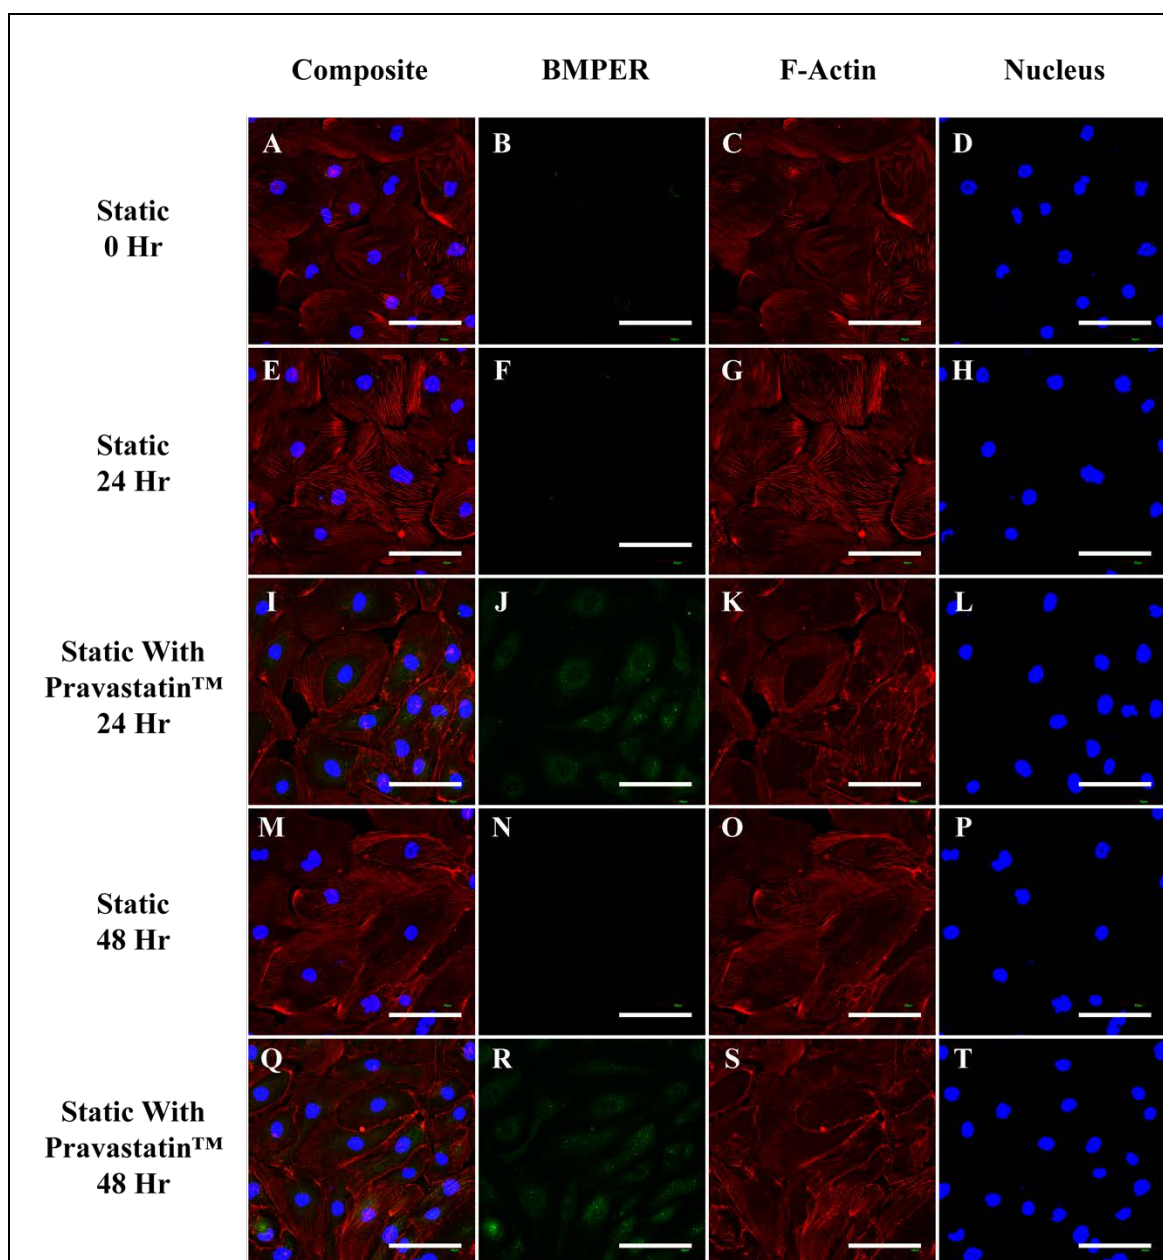 Composite BMPER F-Actin Nucleus
A B C D
Static
0 Hr
E F G H
Static
24 Hr
I J K L
Static With
Pravastatin™
24 Hr
M N O P
Static
48 Hr
Q R S T
Static With
Pravastatin™
48 Hr